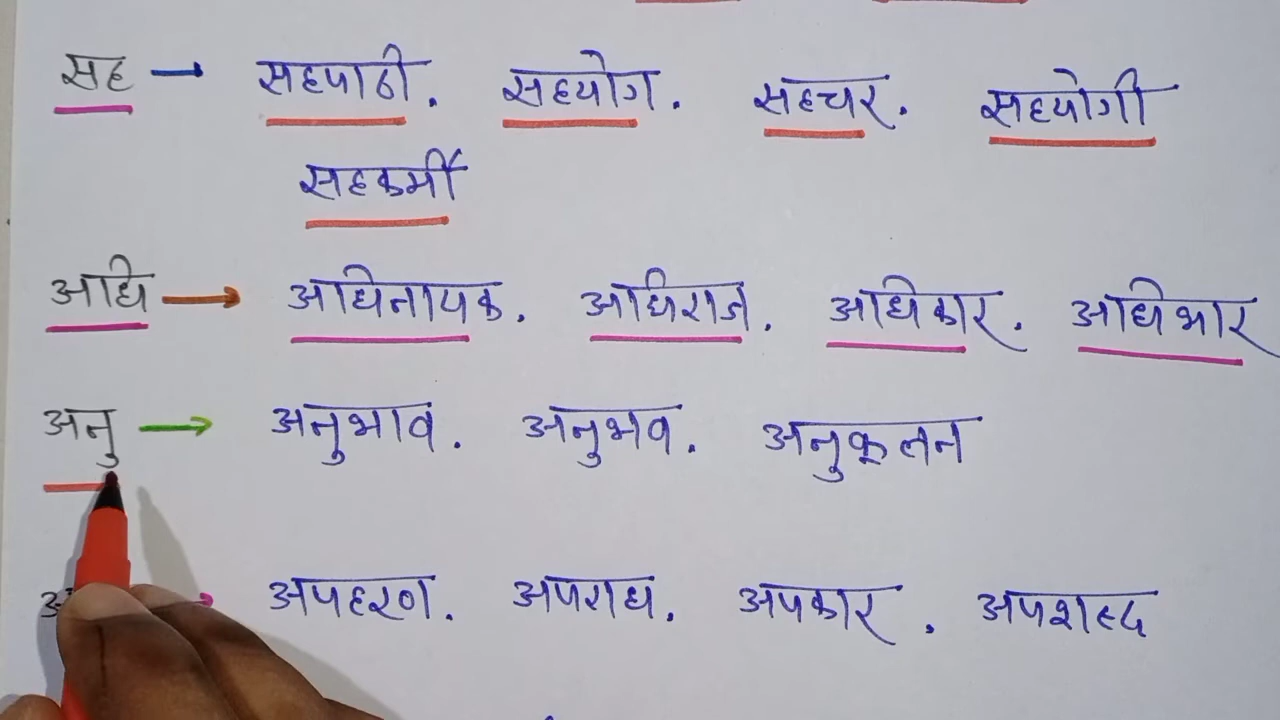 सह → सहपाठी. सहयोग. सहचर. सहयोगी
सहकर्मी
अधि → अधिनायक. अधिराज. अधिकार. अधिभार
अनु → अनुभाव. अनुभव. अनुकूलन
अपहरण. अपराध. अपकार. अपशब्द